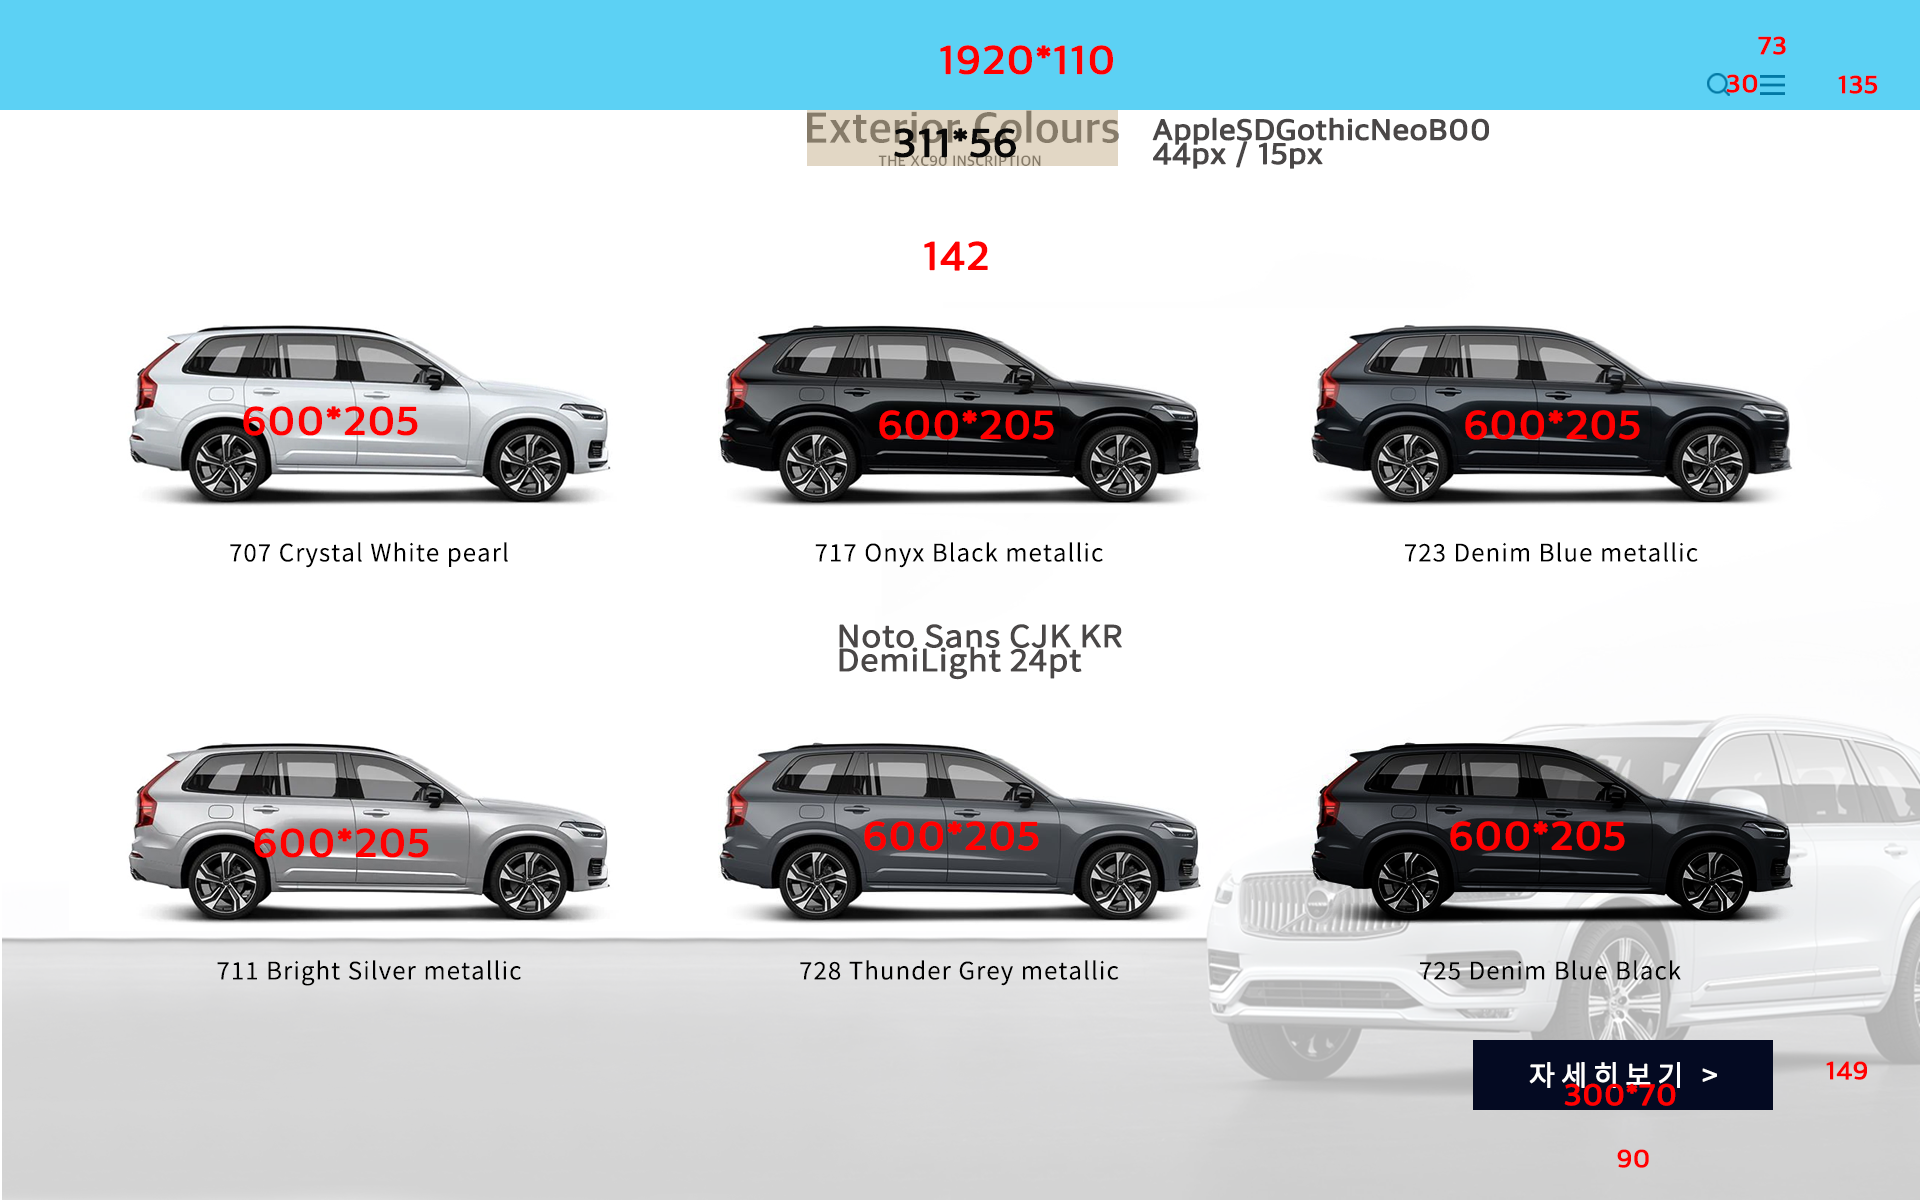 1920*110
73
30
135
Exterior Colours
311*56
THE XC90 INSCRIPTION
AppleSDGothicNeoB00
44px / 15px
142
600*205
600*205
600*205
707 Crystal White pearl
717 Onyx Black metallic
723 Denim Blue metallic
Noto Sans CJK KR
DemiLight 24pt
600*205
600*205
600*205
711 Bright Silver metallic
728 Thunder Grey metallic
725 Denim Blue Black
자세히보기 >
300*70
149
90